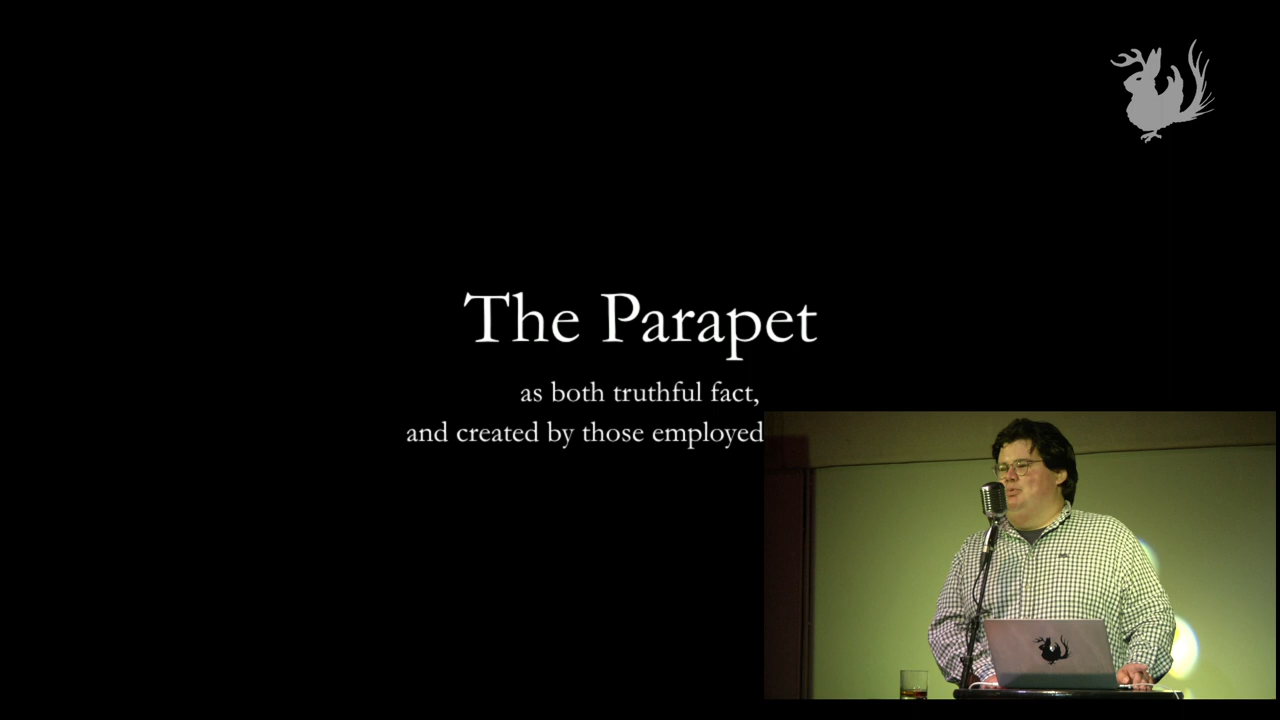 The Parapet
as both truthful fact,
and created by those employed